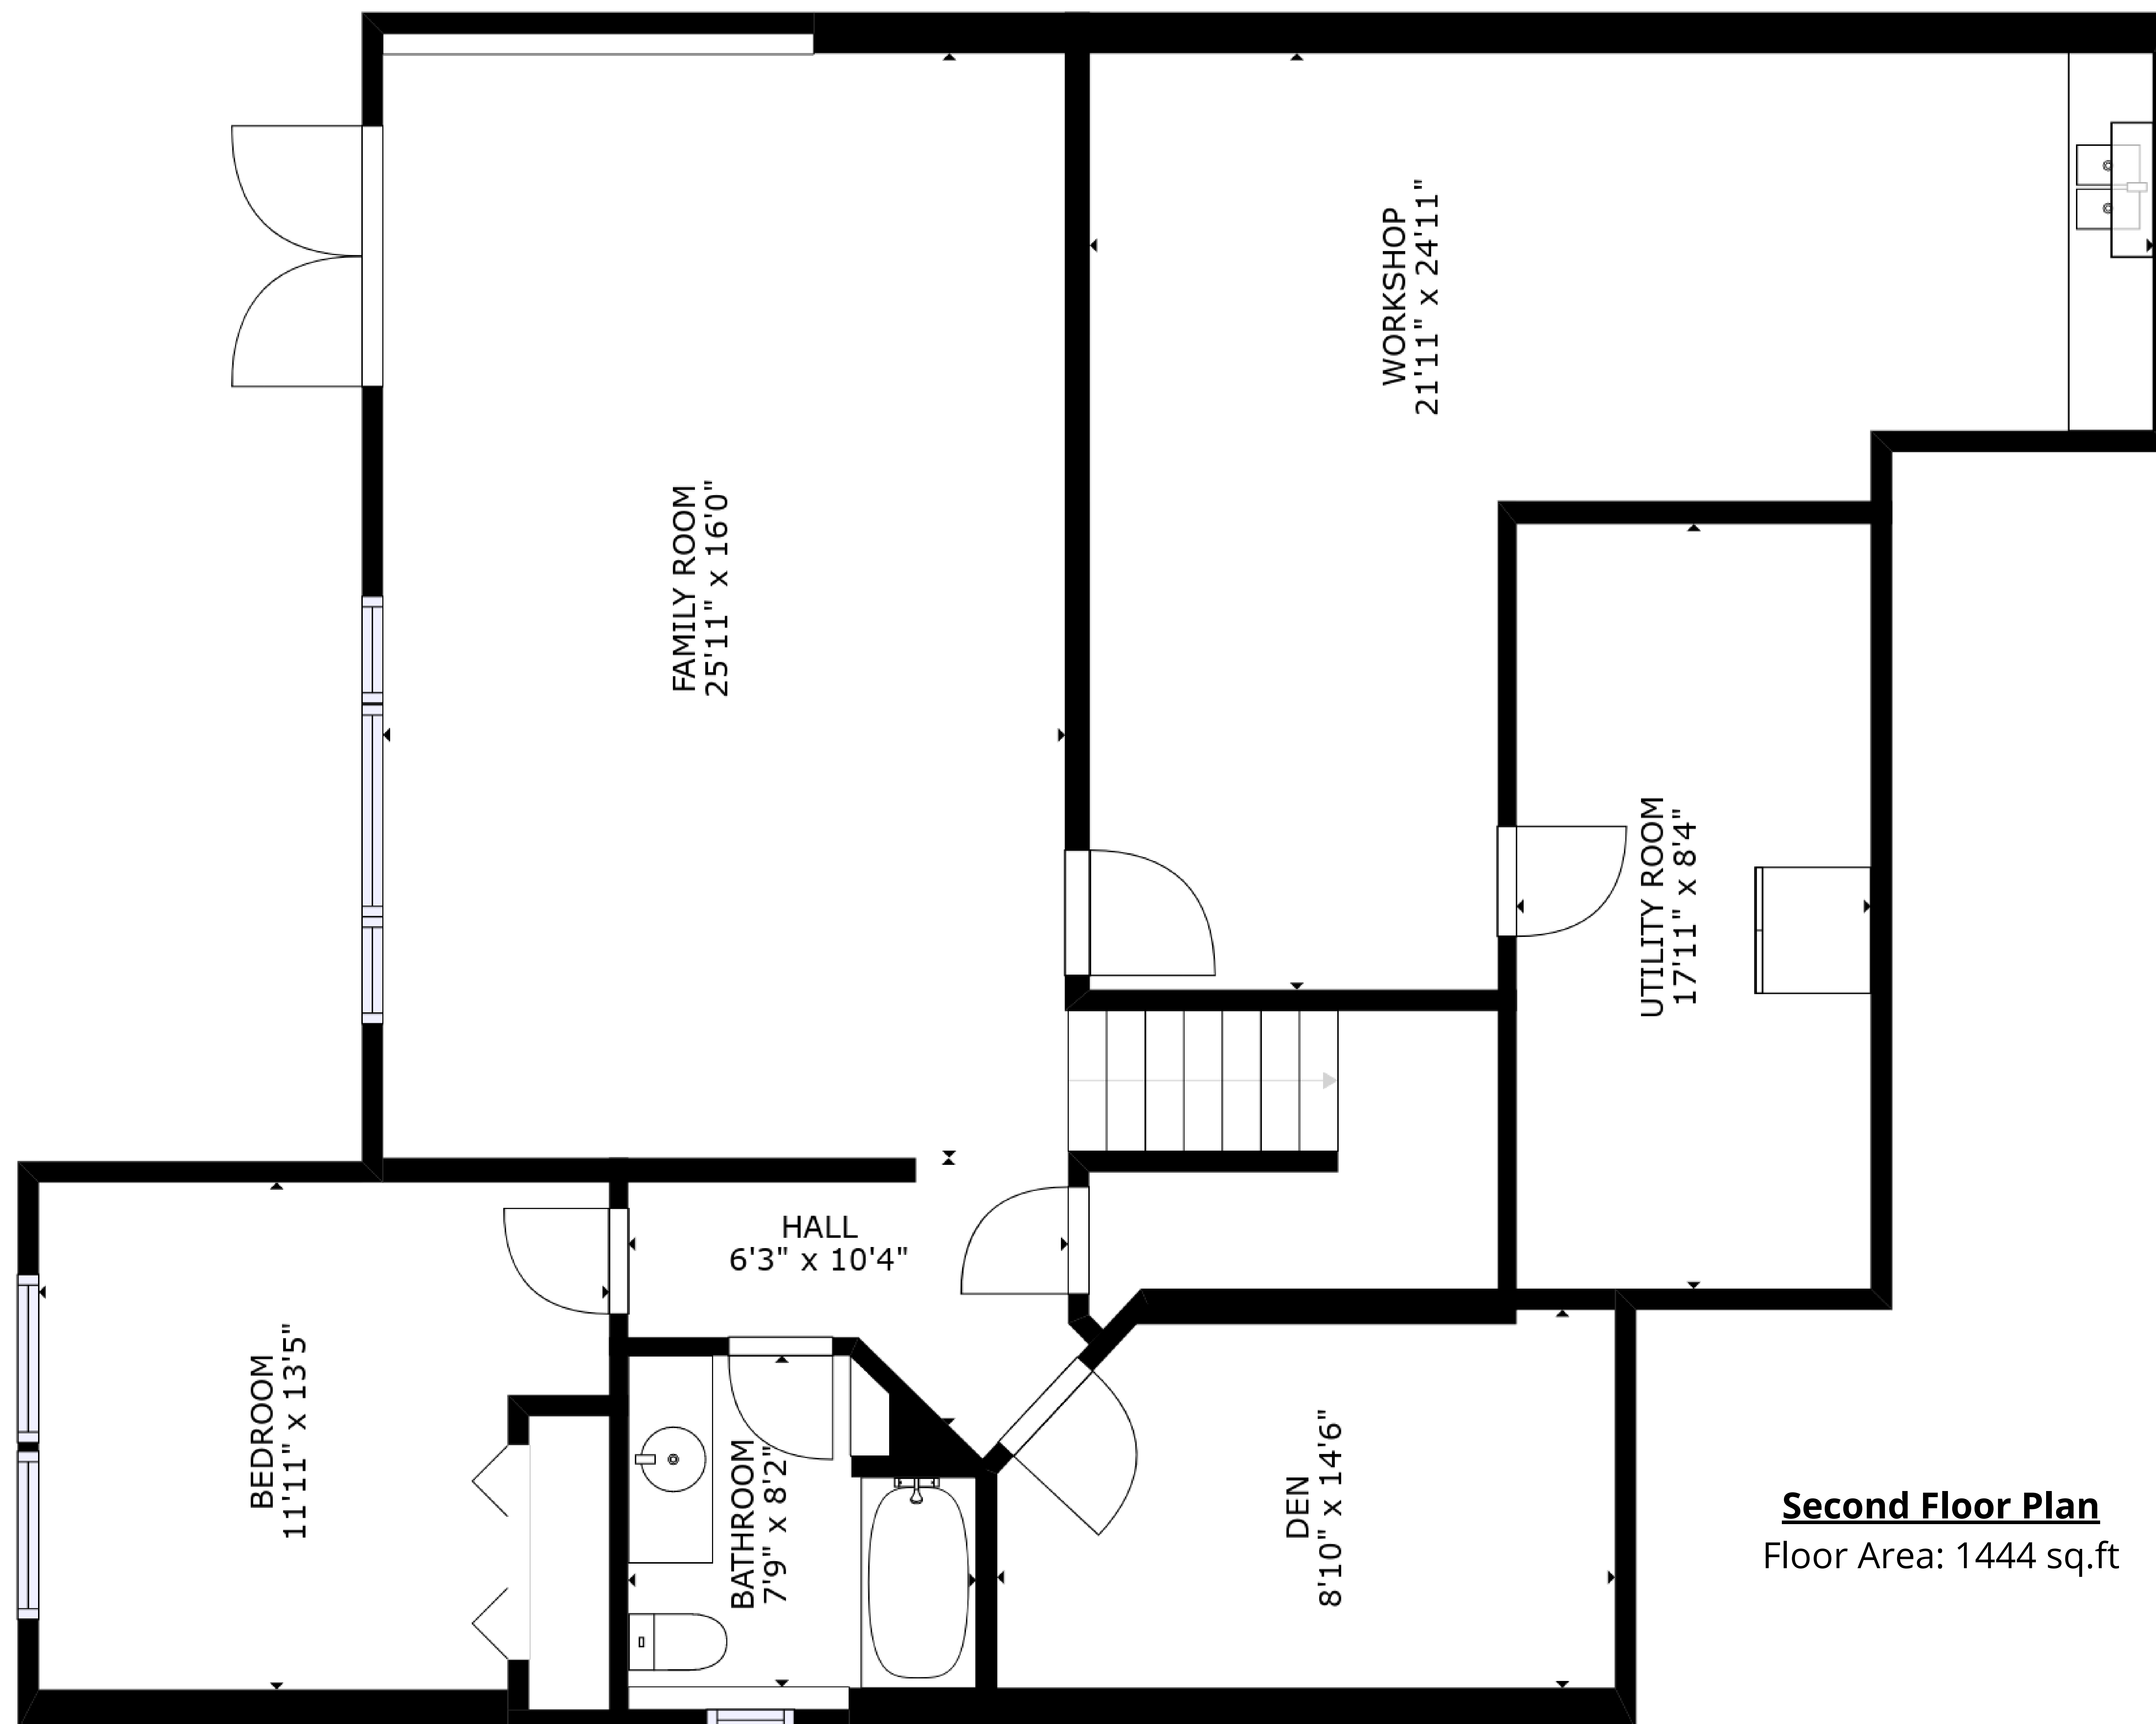 WORKSHOP
21'11" x 24'11"
FAMILY ROOM
25'11" x 16'0"
UTILITY ROOM
17'11" x 8'4"
HALL
6'3" x 10'4"
BEDROOM
11'11" x 13'5"
BATHROOM
7'9" x 8'2"
DEN
8'10" x 14'6"
Second Floor Plan
Floor Area: 1444 sq.ft